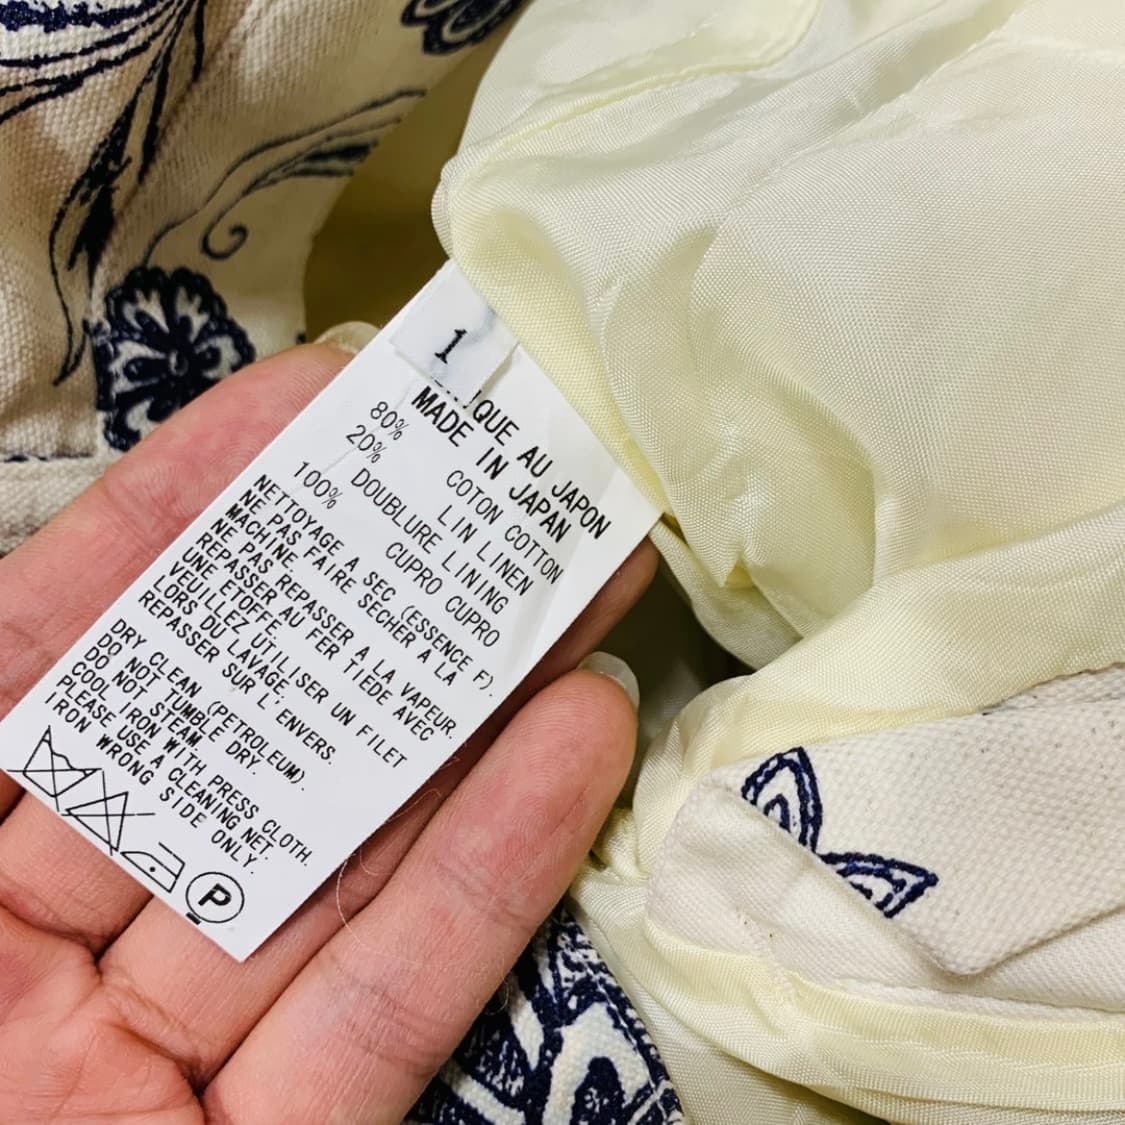 1
QUE AU JAPON
MADE IN JAPAN
80% COTON COTTON
20% LIN LINEN
DOUBLURE LINING
100% CUPRO CUPRO
NETTOYAGE A SEC (ESSENCE F).
NE PAS FAIRE SECHER A LA
MACHINE.
NE PAS REPASSER A LA VAPEUR.
REPASSER AU FER TIEDE AVEC
UNE ETOFFE.
VEUILLEZ UTILISER UN FILET
LORS DU LAVAGE.
REPASSER SUR L'ENVERS.
DRY CLEAN (PETROLEUM).
DO NOT TUMBLE DRY.
DO NOT STEAM.
COOL IRON WITH PRESS CLOTH.
PLEASE USE A CLEANING NET.
IRON WRONG SIDE ONLY.
P